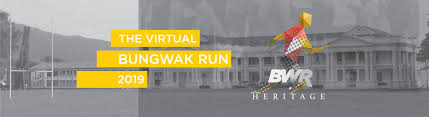 THE VIRTUAL
BUNGWAK RUN
2019
BWR
HERITAGE